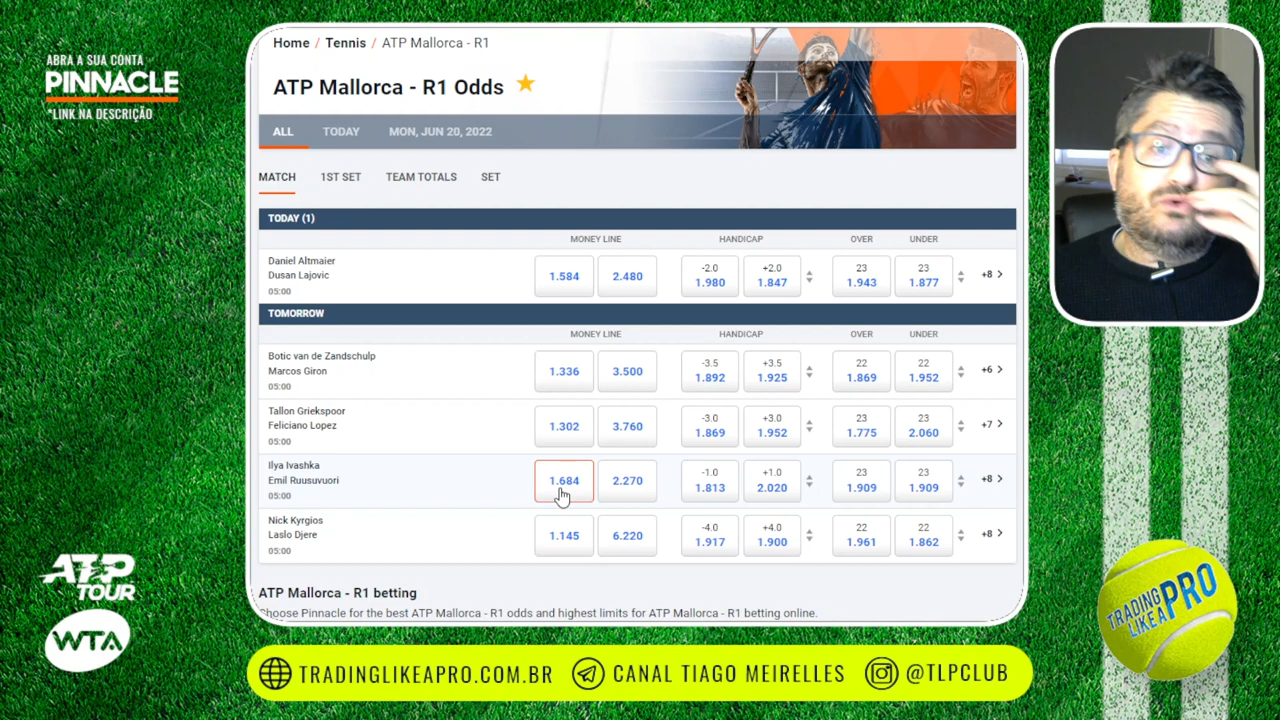 ABRA A SUA CONTA
PINNACLE
*LINK NA DESCRIÇÃO
Home / Tennis / ATP Mallorca - R1
ATP Mallorca - R1 Odds
ALL TODAY MON, JUN 20, 2022
MATCH 1ST SET TEAM TOTALS SET
TODAY (1)
MONEY LINE HANDICAP OVER UNDER
Daniel Altmaier
Dusan Lajovic
05:00
1.584 2.480
-2.0 +2.0 23 23
1.980 1.847 1.943 1.877
+8
TOMORROW
MONEY LINE HANDICAP OVER UNDER
Botic van de Zandschulp
Marcos Giron
05:00
1.336 3.500
-3.5 +3.5 22 22
1.892 1.925 1.869 1.952
+6
Tallon Griekspoor
Feliciano Lopez
05:00
1.302 3.760
-3.0 +3.0 23 23
1.869 1.952 1.775 2.060
+7
Ilya Ivashka
Emil Ruusuvuori
05:00
1.684 2.270
-1.0 +1.0 23 23
1.813 2.020 1.909 1.909
+8
Nick Kyrgios
Laslo Djere
05:00
1.145 6.220
-4.0 +4.0 22 22
1.917 1.900 1.961 1.862
+8
ATP Mallorca - R1 betting
Choose Pinnacle for the best ATP Mallorca - R1 odds and highest limits for ATP Mallorca - R1 betting online.
ATP
TOUR
WTA
TRADING
LIKE A
PRO
TRADINGLIKEAPRO.COM.BR CANAL TIAGO MEIRELLES @TLPCLUB